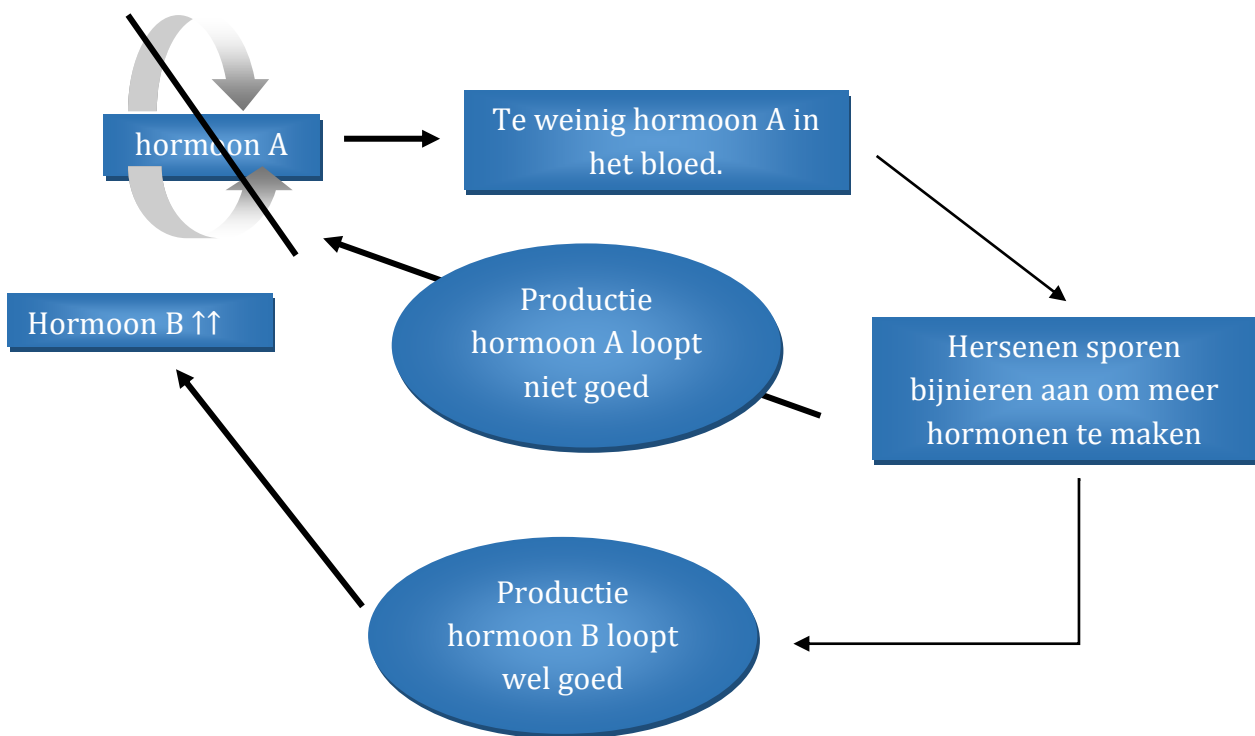 hormoon A
Te weinig hormoon A in
het bloed.
Productie
hormoon A loopt
niet goed
Hormoon B ↑↑
Hersenen sporen
bijnieren aan om meer
hormonen te maken
Productie
hormoon B loopt
wel goed